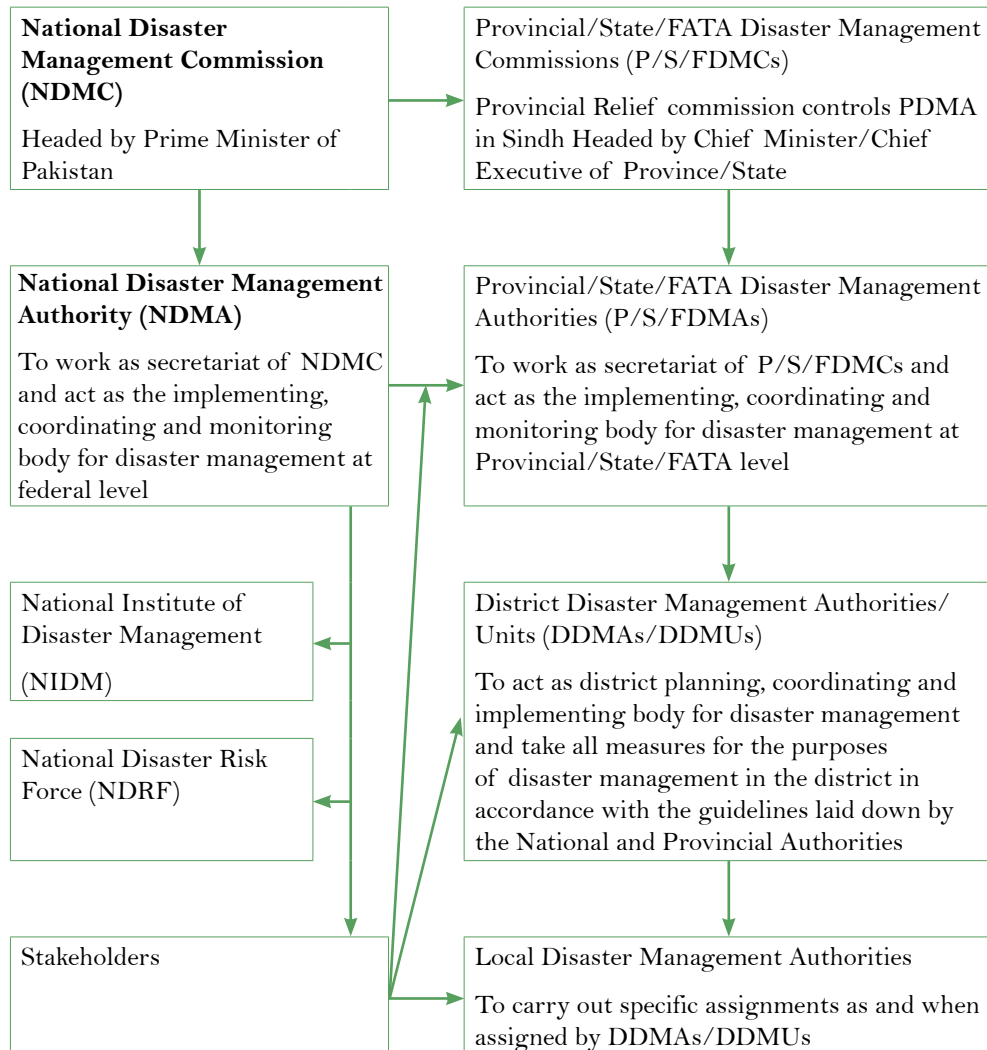 National Disaster
Management Commission
(NDMC)
Headed by Prime Minister of
Pakistan
Provincial/State/FATA Disaster Management
Commissions (P/S/FDMCs)
Provincial Relief commission controls PDMA
in Sindh Headed by Chief Minister/Chief
Executive of Province/State
National Disaster Management
Authority (NDMA)
To work as secretariat of NDMC
and act as the implementing,
coordinating and monitoring
body for disaster management at
federal level
Provincial/State/FATA Disaster Management
Authorities (P/S/FDMAs)
To work as secretariat of P/S/FDMCs and
act as the implementing, coordinating and
monitoring body for disaster management at
Provincial/State/FATA level
National Institute of
Disaster Management
(NIDM)
National Disaster Risk
Force (NDRF)
District Disaster Management Authorities/
Units (DDMAs/DDMUs)
To act as district planning, coordinating and
implementing body for disaster management
and take all measures for the purposes
of disaster management in the district in
accordance with the guidelines laid down by
the National and Provincial Authorities
Stakeholders
Local Disaster Management Authorities
To carry out specific assignments as and when
assigned by DDMAs/DDMUs